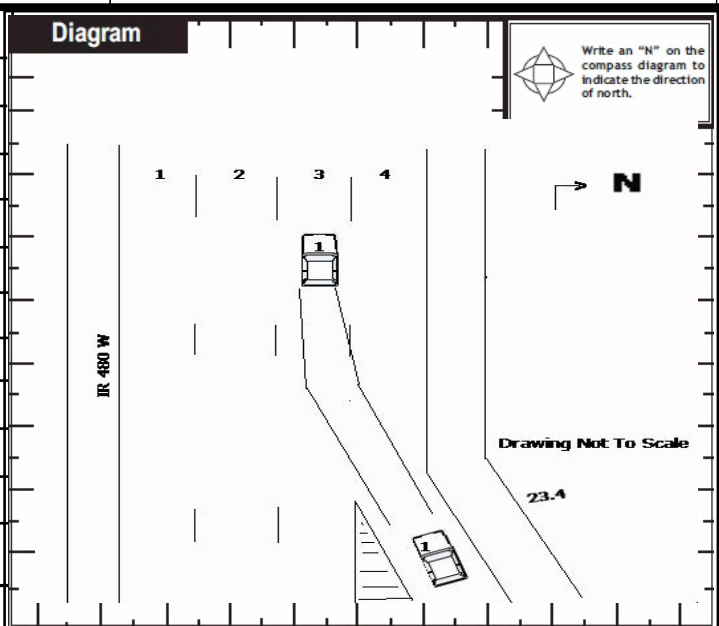 Diagram
Write an "N" on the
compass diagram to
indicate the direction
of north.
1 2 3 4
N
1
IR 480 W
Drawing Not To Scale
23.4
1